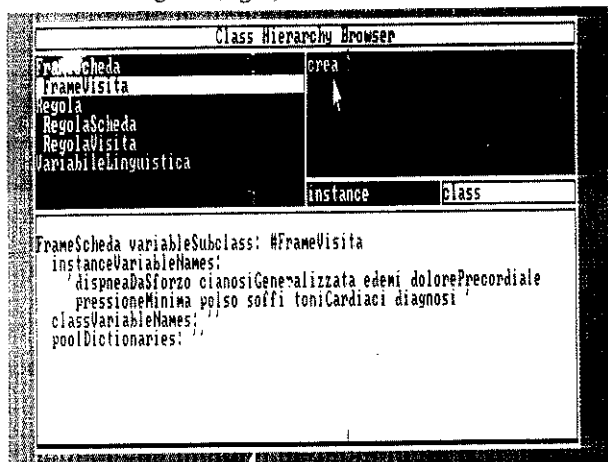 Class Hierarchy Browser
FrameScheda
FrameVisita
Regola
RegolaScheda
RegolaVisita
VariabileLinguistica
crea
instance
class
FrameScheda variableSubclass: #FrameVisita
instanceVariableNames:
'dispneaDaSforzo cianosiGeneralizzata edemi dolorePrecordiale
pressioneMinima polso soffi toniCardiaci diagnosi '
classVariableNames: ''
poolDictionaries: ''